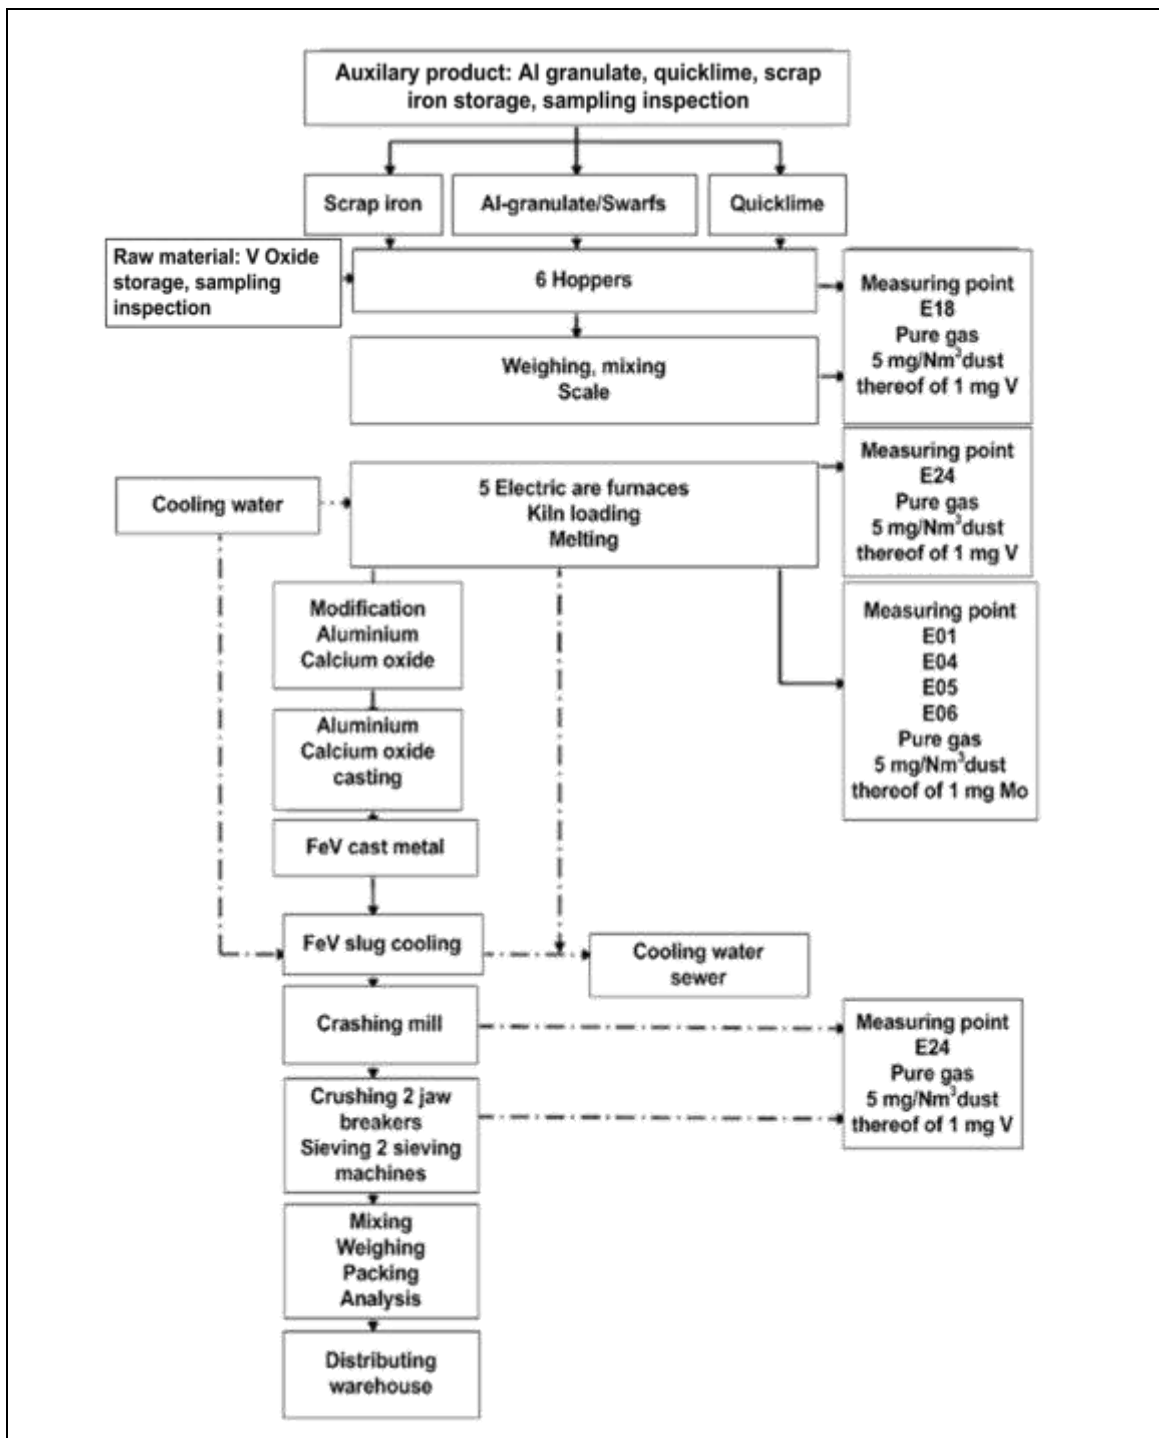 Auxilary product: Al granulate, quicklime, scrap
iron storage, sampling inspection
Scrap iron
Al-granulate/Swarfs
Quicklime
Raw material: V Oxide
storage, sampling
inspection
6 Hoppers
Measuring point
E18
Pure gas
5 mg/Nm³dust
thereof of 1 mg V
Weighing, mixing
Scale
Measuring point
E24
Pure gas
5 mg/Nm³dust
thereof of 1 mg V
Cooling water
5 Electric are furnaces
Kiln loading
Melting
Modification
Aluminium
Calcium oxide
Measuring point
E01
E04
E05
E06
Pure gas
5 mg/Nm³dust
thereof of 1 mg Mo
Aluminium
Calcium oxide
casting
FeV cast metal
FeV slug cooling
Cooling water
sewer
Crashing mill
Measuring point
E24
Pure gas
5 mg/Nm³dust
thereof of 1 mg V
Crushing 2 jaw
breakers
Sieving 2 sieving
machines
Mixing
Weighing
Packing
Analysis
Distributing
warehouse